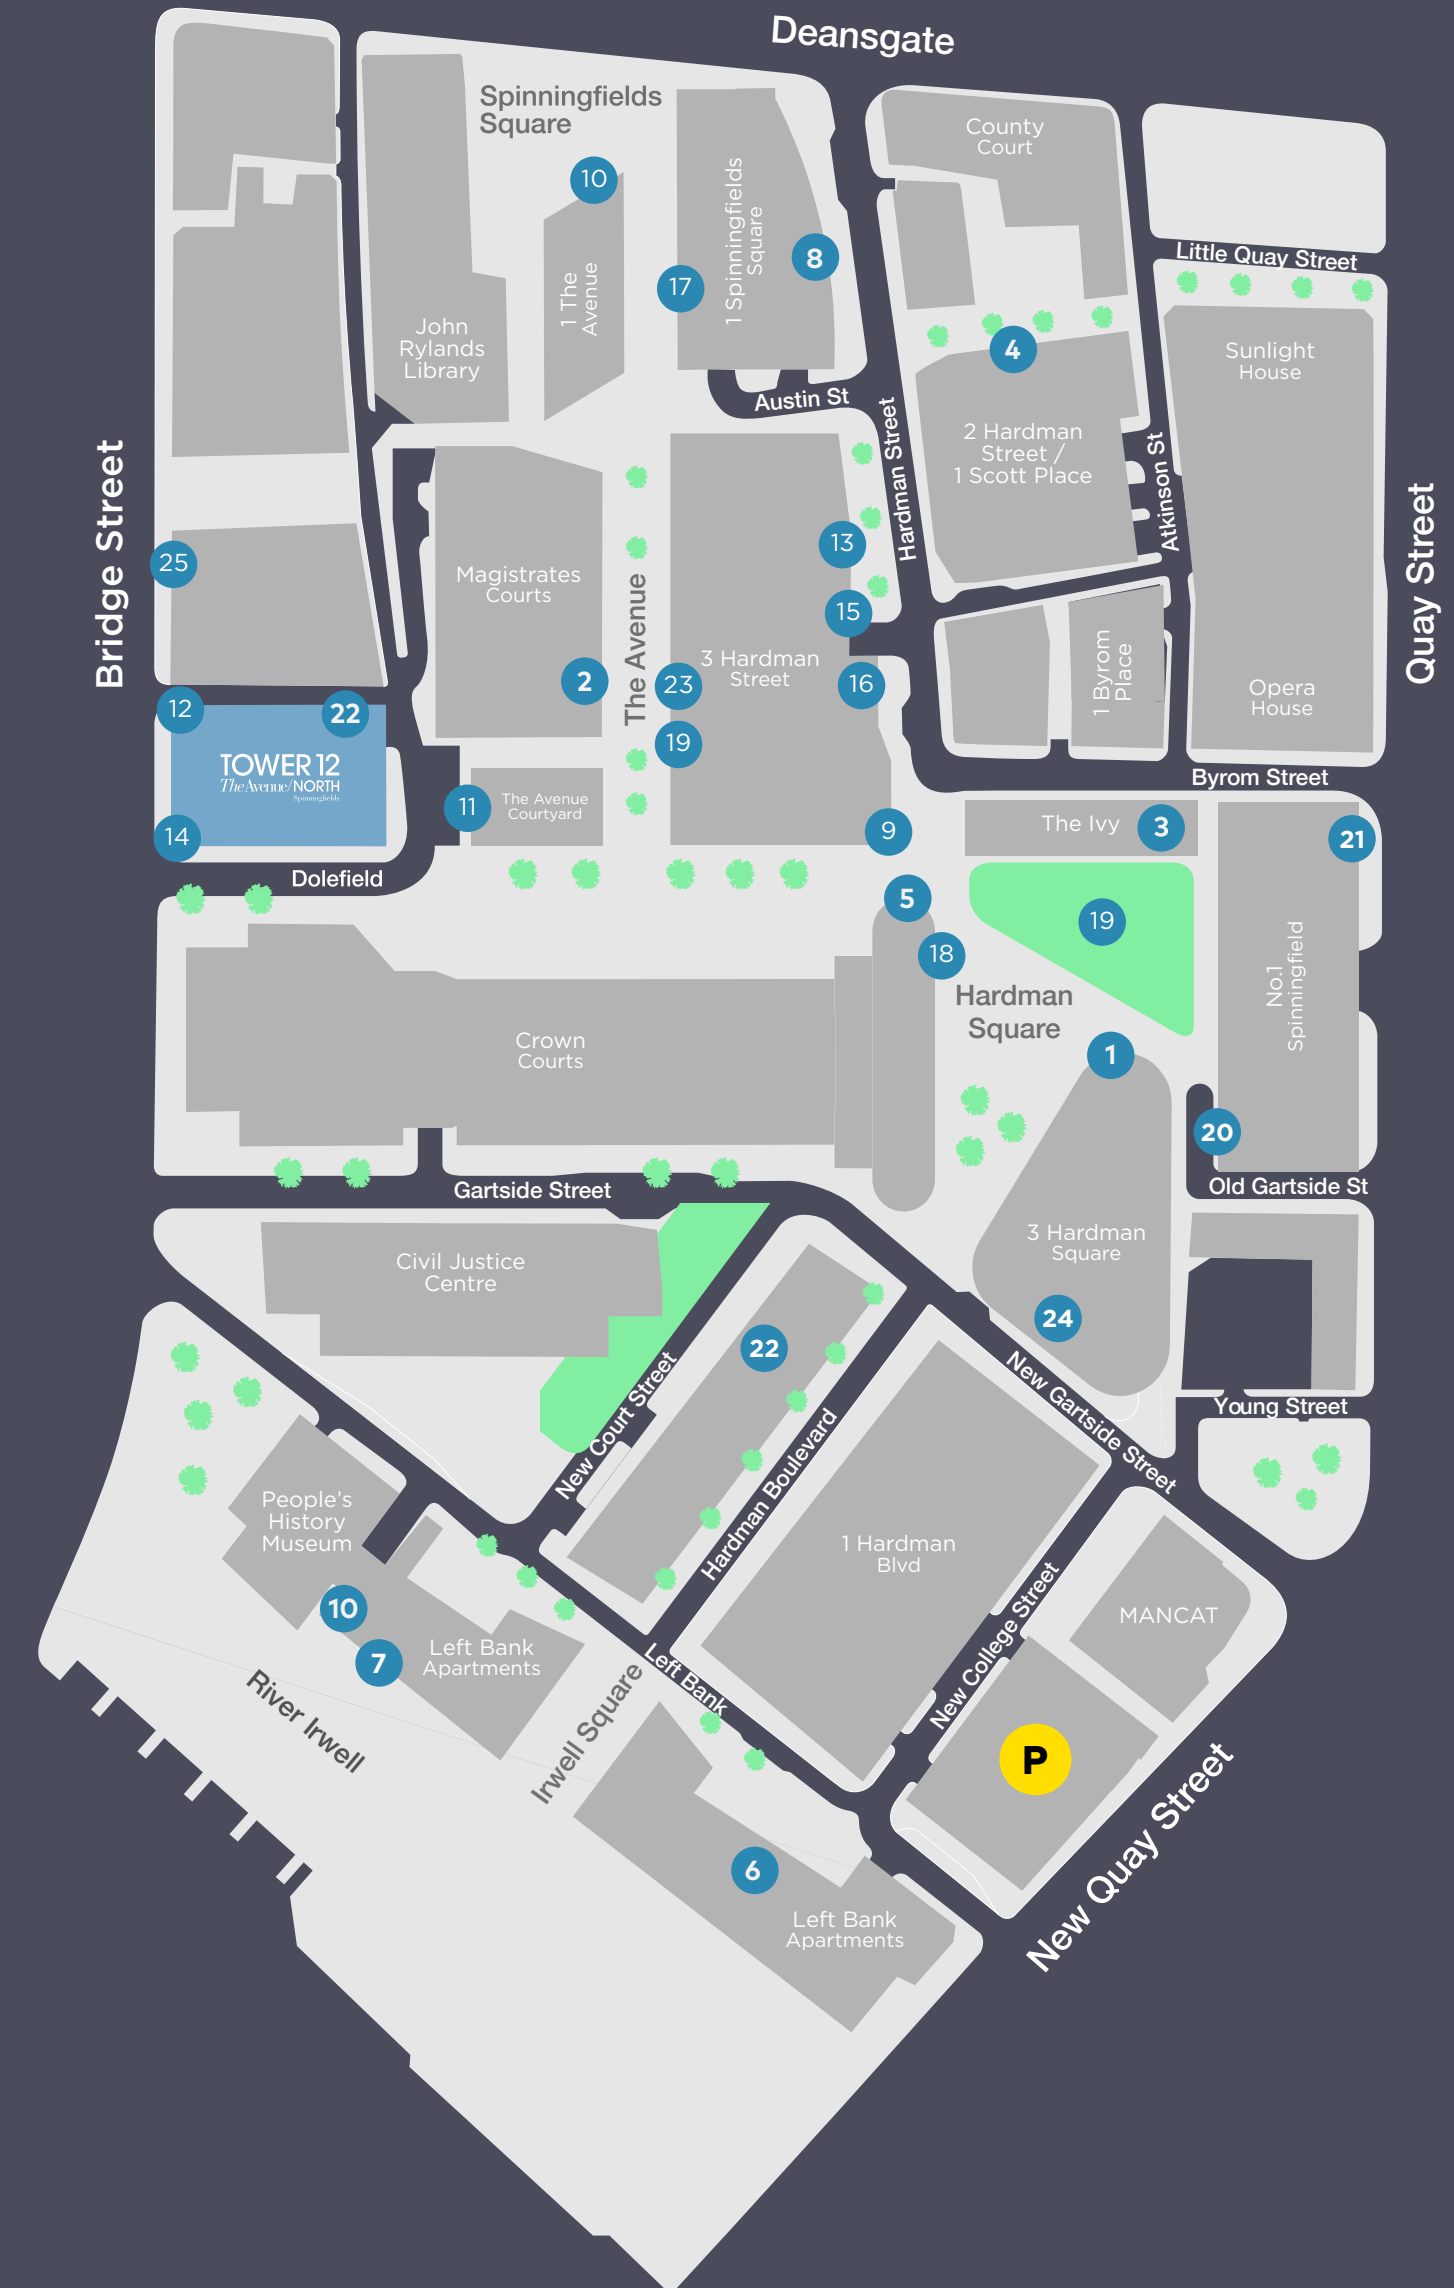 Deansgate
Spinningfields
Square
County
Court
10
1 Spinningfields
Square
8
17
1 The
Avenue
Little Quay Street
John
Rylands
Library
4
Sunlight
House
Austin St
Hardman Street
2 Hardman
Street /
1 Scott Place
Atkinson St
Bridge Street
Quay Street
25
13
Magistrates
Courts
15
The Avenue
3 Hardman
Street
2
23
16
1 Byrom
Place
Opera
House
12
22
19
TOWER 12
The Avenue/NORTH
Spinningfields
Byrom Street
11
The Avenue
Courtyard
14
9
The Ivy
3
21
Dolefield
5
19
18
No.1
Spinningfield
Hardman
Square
Crown
Courts
1
20
Gartside Street
Old Gartside St
3 Hardman
Square
Civil Justice
Centre
24
22
New Court Street
New Gartside Street
Young Street
Hardman Boulevard
People's
History
Museum
1 Hardman
Blvd
10
7
Left Bank
Apartments
MANCAT
New College Street
Left Bank
River Irwell
Irwell Square
P
New Quay Street
6
Left Bank
Apartments